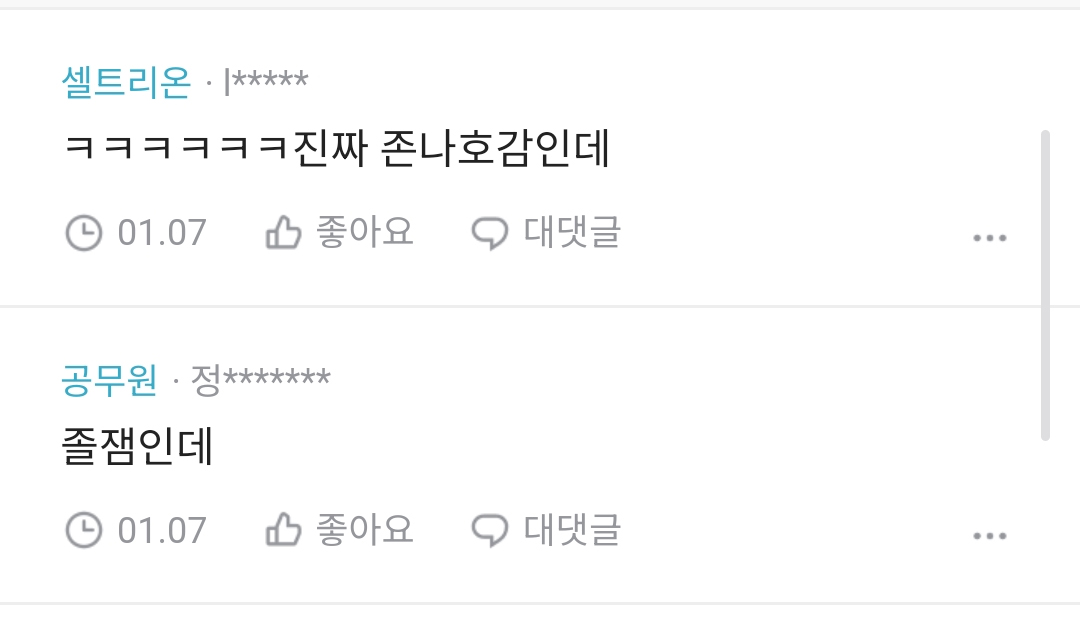 셀트리온 · l*****
ㅋㅋㅋㅋㅋㅋ진짜 존나호감인데
01.07 좋아요 대댓글
공무원 · 정*******
졸잼인데
01.07 좋아요 대댓글